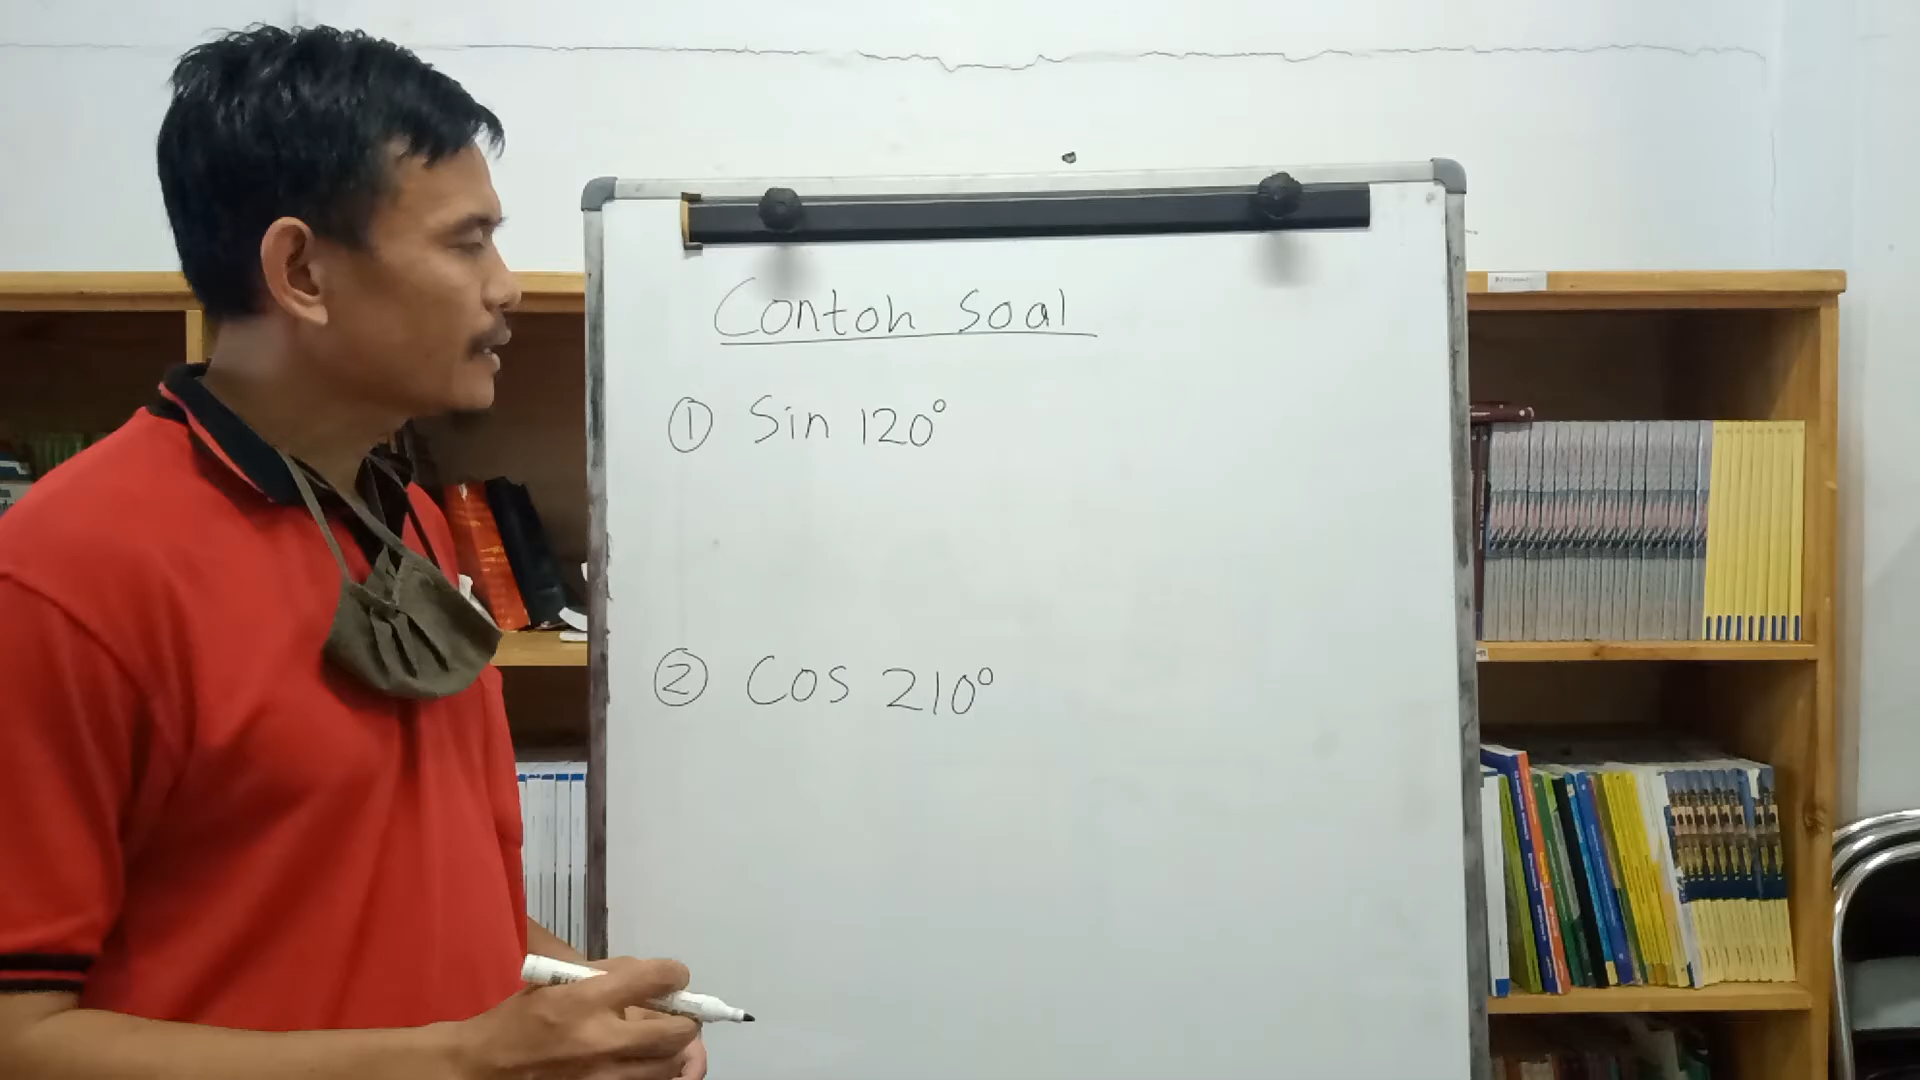 Contoh Soal
① Sin 120°
② Cos 210°